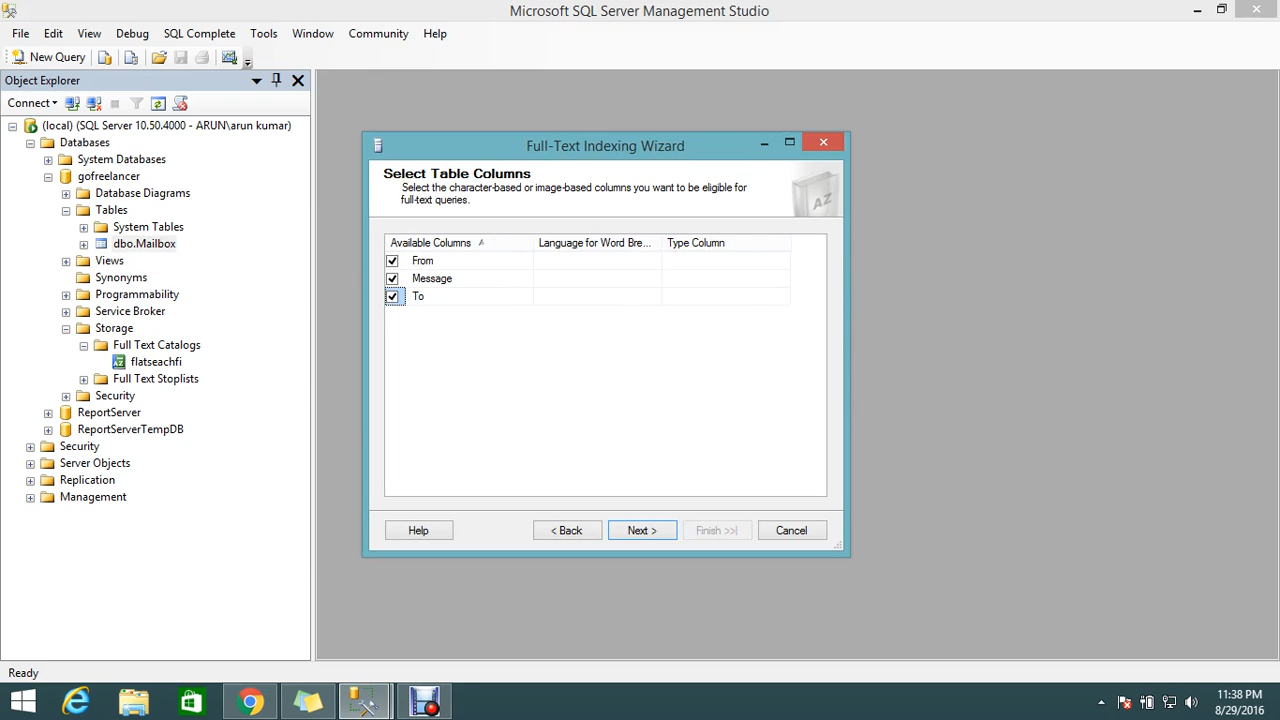 Microsoft SQL Server Management Studio
File Edit View Debug SQL Complete Tools Window Community Help
New Query
Object Explorer
Connect
(local) (SQL Server 10.50.4000 - ARUN\arun kumar)
Databases
System Databases
gofreelancer
Database Diagrams
Tables
System Tables
dbo.Mailbox
Views
Synonyms
Programmability
Service Broker
Storage
Full Text Catalogs
flatseachfi
Full Text Stoplists
Security
ReportServer
ReportServerTempDB
Security
Server Objects
Replication
Management
Full-Text Indexing Wizard
Select Table Columns
Select the character-based or image-based columns you want to be eligible for
full-text queries.
AZ
Available Columns Language for Word Bre... Type Column
From
Message
To
Help < Back Next > Finish >>| Cancel
Ready
11:38 PM
8/29/2016